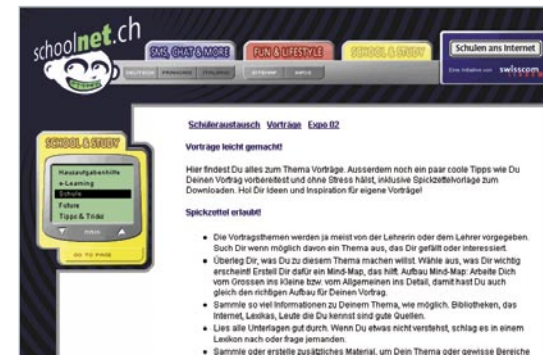 schoolnet.ch
SMS, CHAT & MORE
FUN & LIFESTYLE
SCHOOL & STUDY
Schulen ans Internet
DEUTSCH FRANÇAIS ITALIANO
SITEMAP INFOS
Eine Initiative von swisscom
SCHOOL & STUDY
Hausaufgabenhilfe
e-Learning
Schule
Future
Tipps & Tricks
GO TO PAGE
Schüleraustausch Vorträge Expo 02
Vorträge leicht gemacht!
Hier findest Du alles zum Thema Vorträge. Ausserdem noch ein paar coole Tipps wie Du
Deinen Vortrag vorbereitest und ohne Stress hälst, inklusive Spickzettelvorlage zum
Downloaden. Hol Dir Ideen und Inspiration für eigene Vorträge!
Spickzettel erlaubt!
Die Vortragsthemen werden ja meist von der Lehrerin oder dem Lehrer vorgegeben.
Such Dir wenn möglich davon ein Thema aus, das Dir gefällt oder interessiert.
Überleg Dir, was Du zu diesem Thema machen willst. Wähle aus, was Dir wichtig
erscheint! Erstell Dir dafür ein Mind-Map, das hilft. Aufbau Mind-Map: Arbeite Dich
vom Grossen ins Kleine bzw. vom Allgemeinen ins Detail, damit hast Du auch
gleich den richtigen Aufbau für Deinen Vortrag.
Sammle so viel Informationen zu Deinem Thema, wie möglich. Bibliotheken, das
Internet, Lexikas, Leute die Du kennst sind gute Quellen.
Lies alle Unterlagen gut durch. Wenn Du etwas nicht verstehst, schlag es in einem
Lexikon nach oder frage jemanden.
Sammle oder erstelle zusätzliches Material, um Dein Thema oder gewisse Bereiche